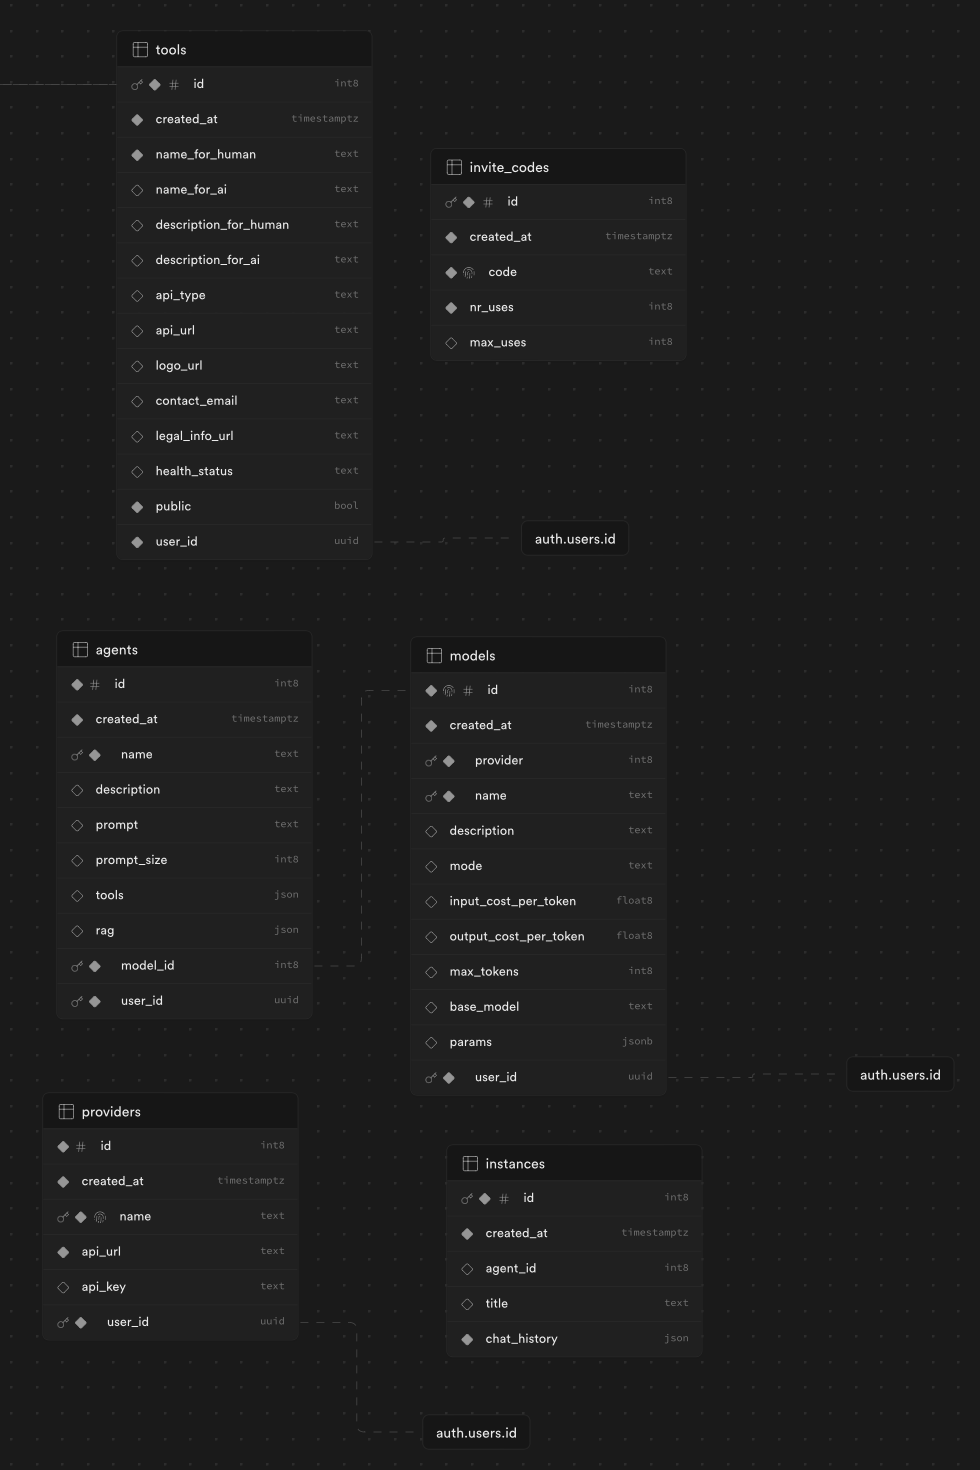 tools
# id int8
created_at timestamptz
name_for_human text
name_for_ai text
description_for_human text
description_for_ai text
api_type text
api_url text
logo_url text
contact_email text
legal_info_url text
health_status text
public bool
user_id uuid
auth.users.id
invite_codes
# id int8
created_at timestamptz
code text
nr_uses int8
max_uses int8
agents
# id int8
created_at timestamptz
name text
description text
prompt text
prompt_size int8
tools json
rag json
model_id int8
user_id uuid
models
# id int8
created_at timestamptz
provider int8
name text
description text
mode text
input_cost_per_token float8
output_cost_per_token float8
max_tokens int8
base_model text
params jsonb
user_id uuid
auth.users.id
providers
# id int8
created_at timestamptz
name text
api_url text
api_key text
user_id uuid
auth.users.id
instances
# id int8
created_at timestamptz
agent_id int8
title text
chat_history json